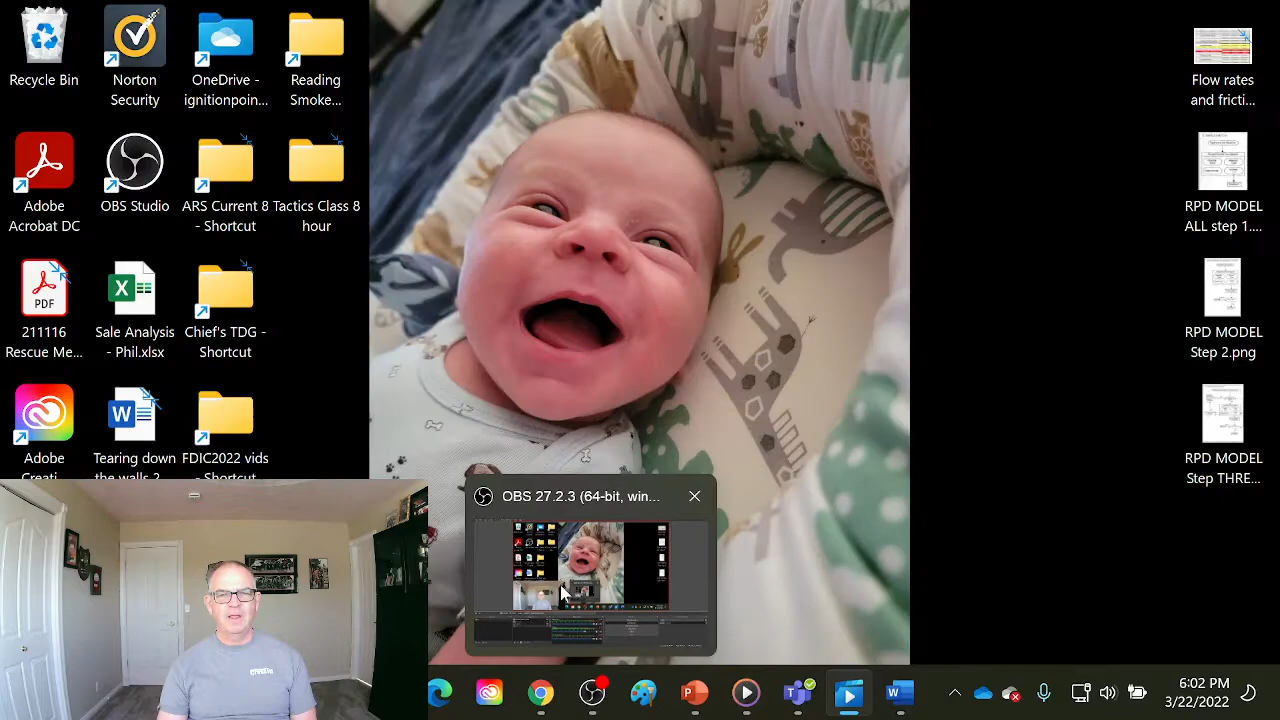 Recycle Bin
Norton
Security
OneDrive -
ignitionpoin...
Reading
Smoke...
Adobe
Acrobat DC
OBS Studio
ARS Current 8
- Shortcut
Tactics Class 8
hour
PDF
211116
Rescue Me...
Sale Analysis
- Phil.xlsx
Chief's TDG -
Shortcut
Adobe
Creati...
Tearing down
the walls 2...
FDIC2022 vids
- Shortcut
Flow rates
and fricti...
RPD MODEL
ALL step 1....
RPD MODEL
Step 2.png
RPD MODEL
Step THRE...
OBS 27.2.3 (64-bit, win...
6:02 PM
3/22/2022